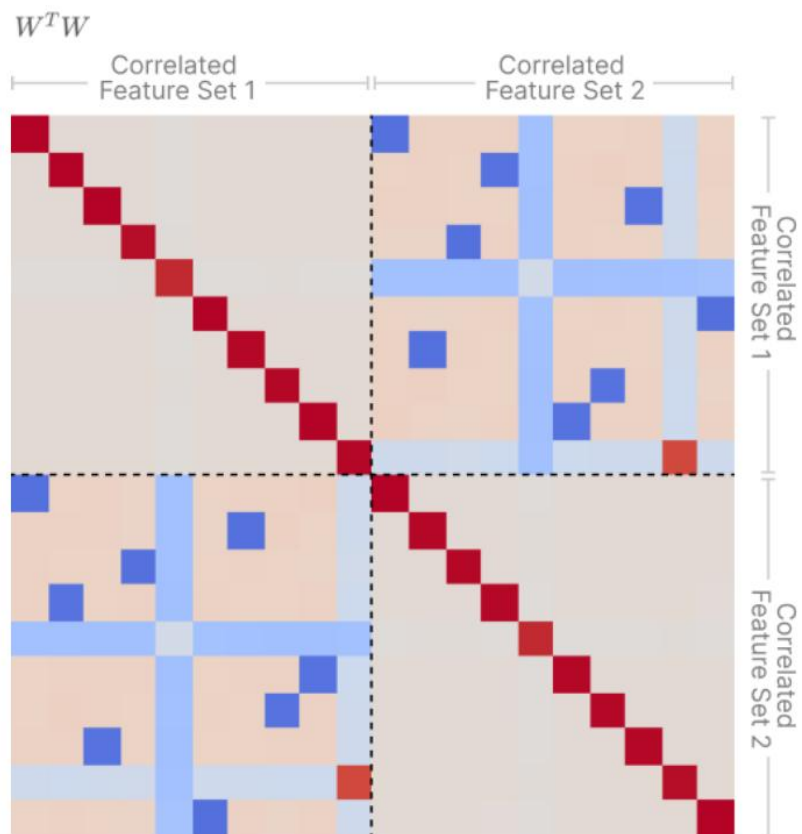 W^T W
Correlated
Feature Set 1
Correlated
Feature Set 2
Correlated
Feature Set 1
Correlated
Feature Set 2